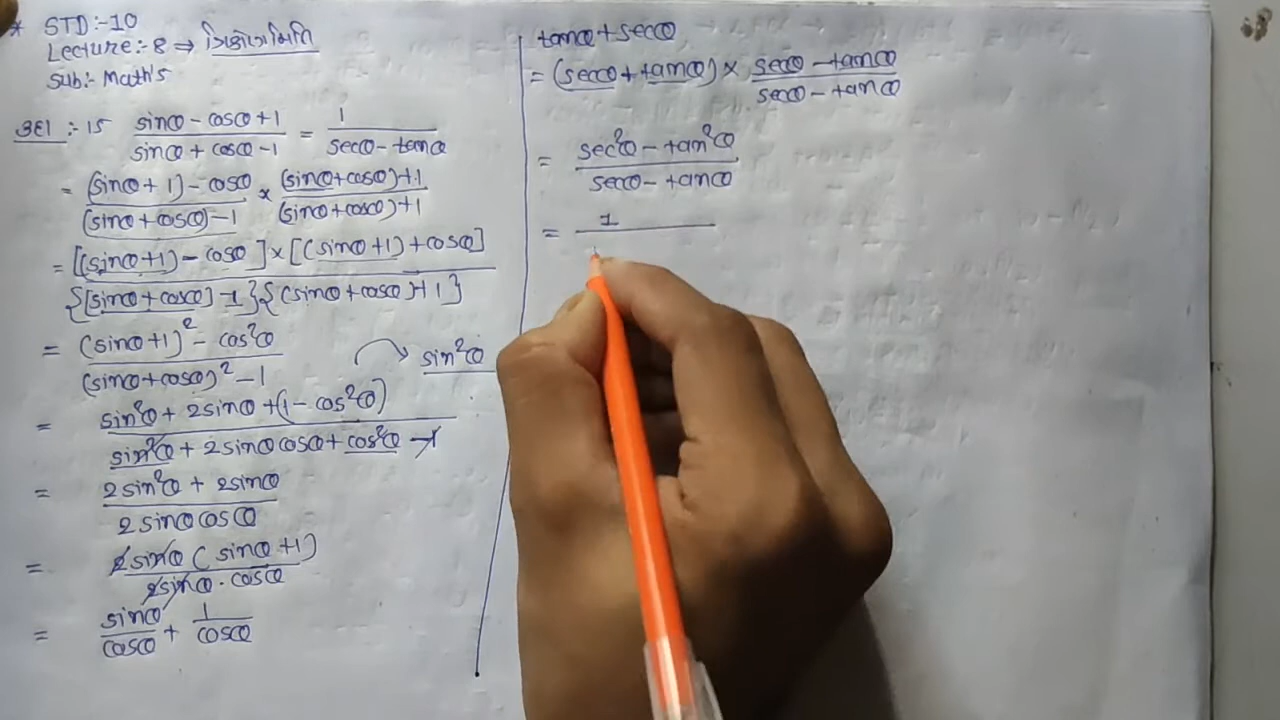 * STD:-10
Lecture:-8 ⇒ ত্রিকোণমিতি
Sub:- Math's
উদা :- 15 (sinθ - cosθ + 1)/(sinθ + cosθ - 1) = 1/(secθ - tanθ)
= ((sinθ + 1) - cosθ)/((sinθ + cosθ) - 1) × ((sinθ + cosθ) + 1)/((sinθ + cosθ) + 1)
= [(sinθ + 1) - cosθ] × [(sinθ + 1) + cosθ] / {(sinθ + cosθ) - 1}{(sinθ + cosθ) + 1}
= ((sinθ + 1)² - cos²θ)/((sinθ + cosθ)² - 1)
sin²θ
= (sin²θ + 2sinθ + (1 - cos²θ))/(sin²θ + 2sinθcosθ + cos²θ - 1)
= (2sin²θ + 2sinθ)/(2sinθcosθ)
= 2sinθ(sinθ + 1)/(2sinθ · cosθ)
= sinθ/cosθ + 1/cosθ
tanθ + secθ
= (secθ + tanθ) × (secθ - tanθ)/(secθ - tanθ)
= (sec²θ - tan²θ)/(secθ - tanθ)
= 1